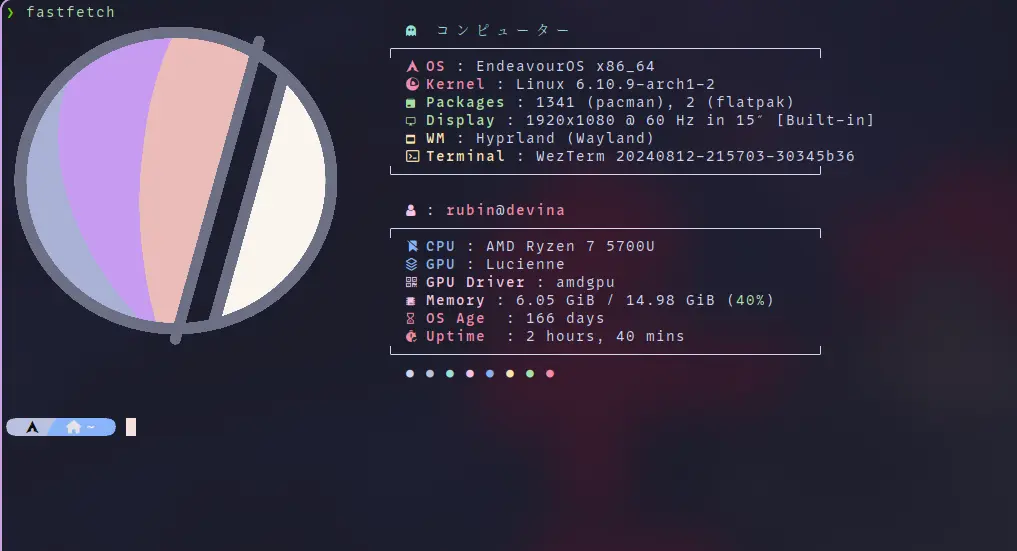 ❯ fastfetch
コンピューター
OS : EndeavourOS x86_64
Kernel : Linux 6.10.9-arch1-2
Packages : 1341 (pacman), 2 (flatpak)
Display : 1920x1080 @ 60 Hz in 15″ [Built-in]
WM : Hyprland (Wayland)
Terminal : WezTerm 20240812-215703-30345b36
: rubin@devina
CPU : AMD Ryzen 7 5700U
GPU : Lucienne
GPU Driver : amdgpu
Memory : 6.05 GiB / 14.98 GiB (40%)
OS Age : 166 days
Uptime : 2 hours, 40 mins
~